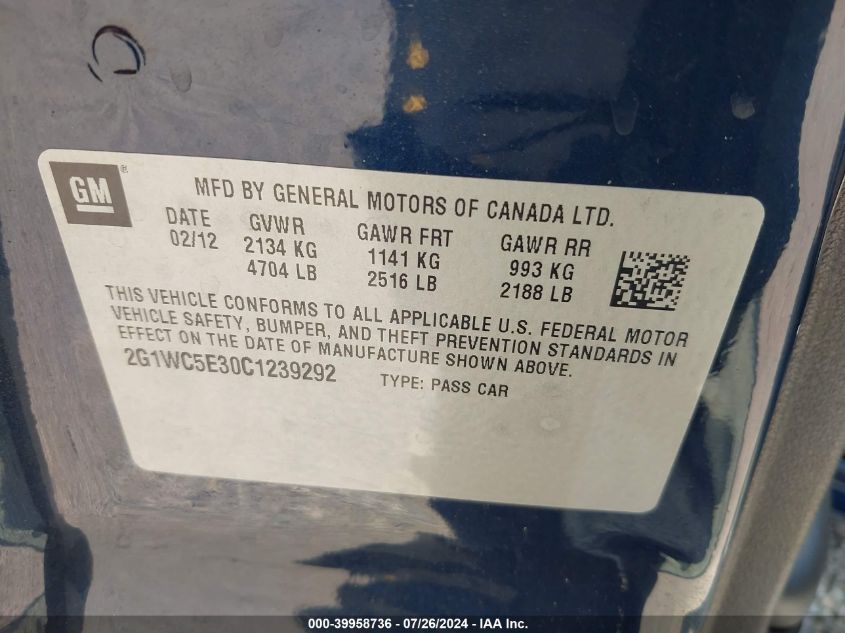 GM®
MFD BY GENERAL MOTORS OF CANADA LTD.
DATE GVWR GAWR FRT GAWR RR
02/12 2134 KG 1141 KG 993 KG
4704 LB 2516 LB 2188 LB
THIS VEHICLE CONFORMS TO ALL APPLICABLE U.S. FEDERAL MOTOR
VEHICLE SAFETY, BUMPER, AND THEFT PREVENTION STANDARDS IN
EFFECT ON THE DATE OF MANUFACTURE SHOWN ABOVE.
2G1WC5E30C1239292 TYPE: PASS CAR
000-39958736 - 07/26/2024 - IAA Inc.